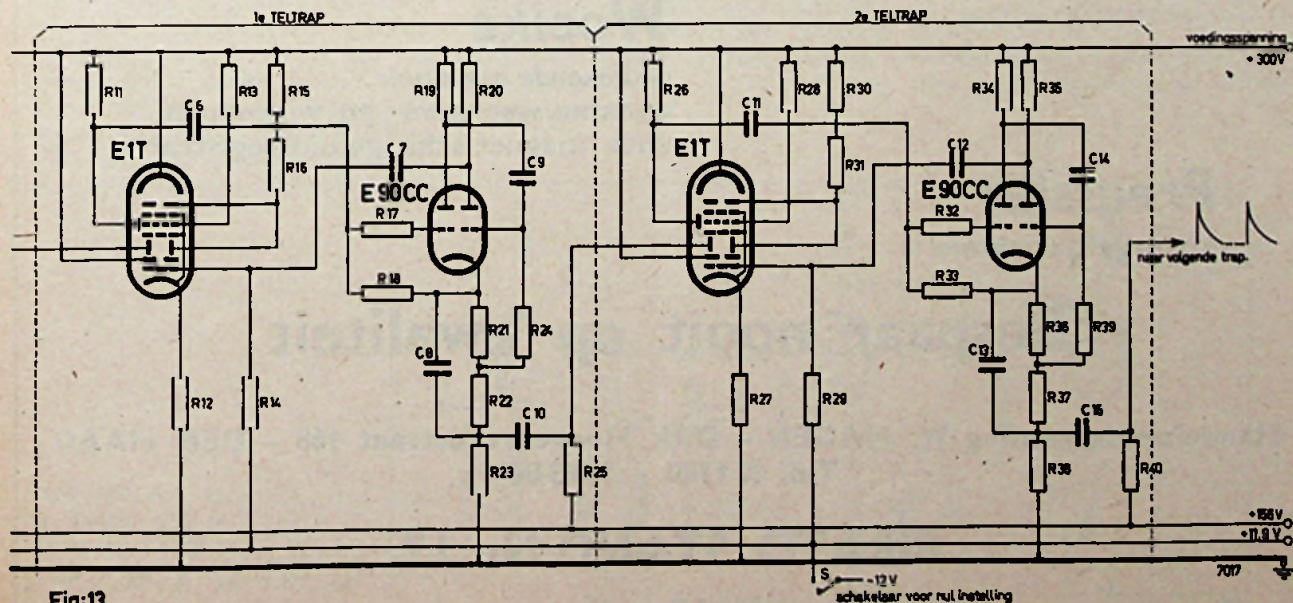 1e TELTRAP
2e TELTRAP
voedingsspanning
+ 300V
R11
C6
R13
R15
R19
R20
R26
C11
R28
R30
R34
R35
E1T
R16
C7
C9
E1T
R31
C12
C14
E90CC
E90CC
R17
R32
R18
R33
naar volgende trap.
C8
R21
R24
C13
R36
R39
R12
R14
R22
C10
R27
R29
R37
R23
R25
R38
R40
+156V
+11.9V
7017
S
-12V
schakelaar voor nul instelling
Fig:13